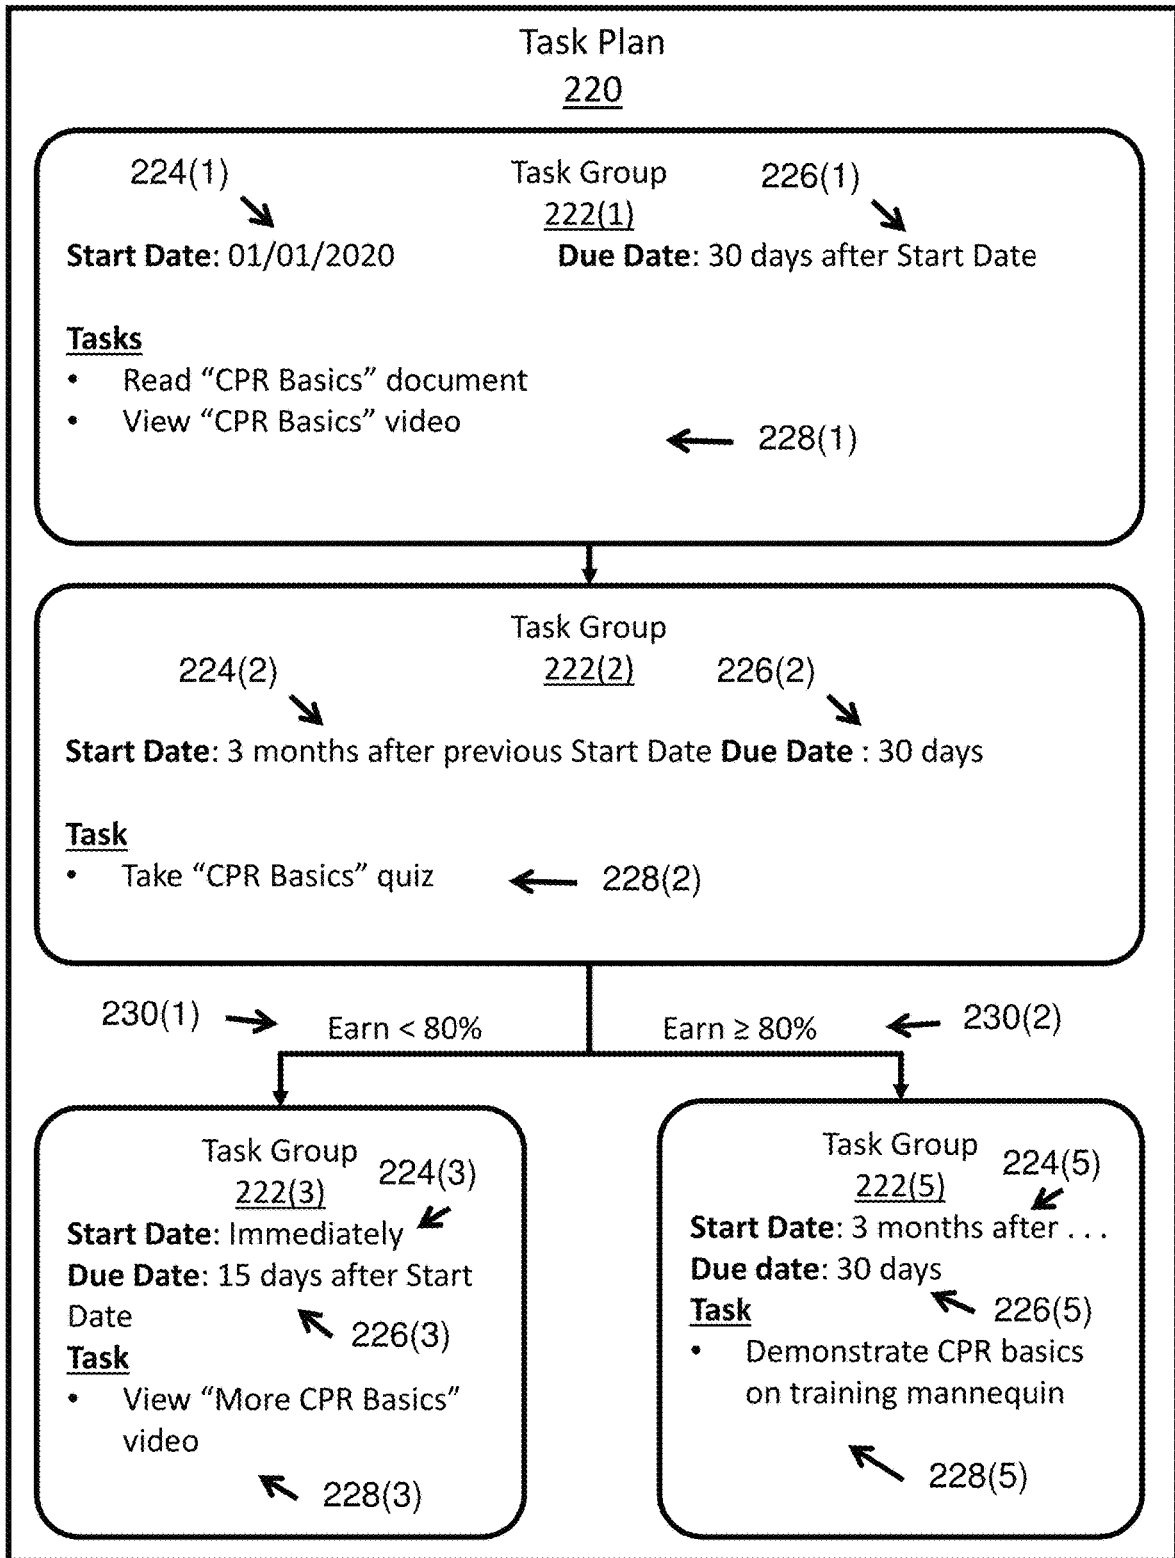 Task Plan
220
224(1)
Task Group
226(1)
222(1)
Start Date: 01/01/2020
Due Date: 30 days after Start Date
Tasks
• Read “CPR Basics” document
• View “CPR Basics” video
228(1)
Task Group
224(2)
222(2)
226(2)
Start Date: 3 months after previous Start Date Due Date : 30 days
Task
• Take “CPR Basics” quiz
228(2)
230(1)
Earn < 80%
Earn ≥ 80%
230(2)
Task Group
222(3)
224(3)
Start Date: Immediately
Due Date: 15 days after Start
Date
226(3)
Task
• View “More CPR Basics”
video
228(3)
Task Group
222(5)
224(5)
Start Date: 3 months after . . .
Due date: 30 days
Task
226(5)
• Demonstrate CPR basics
on training mannequin
228(5)